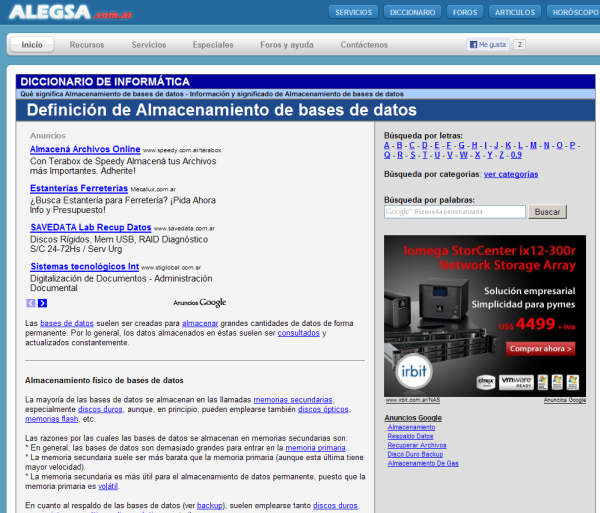 ALEGSA.com.ar
SERVICIOS DICCIONARIO FOROS ARTICULOS HORÓSCOPO
Inicio Recursos Servicios Especiales Foros y ayuda Contáctenos Me gusta 2
DICCIONARIO DE INFORMÁTICA
Qué significa Almacenamiento de bases de datos - Información y significado de Almacenamiento de bases de datos
Definición de Almacenamiento de bases de datos
Anuncios
Almacená Archivos Online www.speedy.com.ar/terabox
Con Terabox de Speedy Almacená tus Archivos
más Importantes. Adherite!
Estanterías Ferreterías Mecalux.com.ar
¿Busca Estantería para Ferretería? ¡Pida Ahora
Info y Presupuesto!
SAVEDATA Lab Recup Datos www.savedata.com.ar
Discos Rígidos, Mem USB, RAID Diagnóstico
S/C 24-72Hs / Serv Urg
Sistemas tecnológicos Int www.stiglobal.com.ar
Digitalización de Documentos - Administración
Documental
Anuncios Google
Las bases de datos suelen ser creadas para almacenar grandes cantidades de datos de forma
permanente. Por lo general, los datos almacenados en éstas suelen ser consultados y
actualizados constantemente.
Almacenamiento físico de bases de datos
La mayoría de las bases de datos se almacenan en las llamadas memorias secundarias,
especialmente discos duros, aunque, en principio, pueden emplearse también discos ópticos,
memorias flash, etc.
Las razones por las cuales las bases de datos se almacenan en memorias secundarias son:
* En general, las bases de datos son demasiado grandes para entrar en la memoria primaria.
* La memoria secundaria suele ser más barata que la memoria primaria (aunque esta última tiene
mayor velocidad).
* La memoria secundaria es más útil para el almacenamiento de datos permanente, puesto que la
memoria primaria es volátil.
En cuanto al respaldo de las bases de datos (ver backup), suelen emplearse tanto discos duros,
Búsqueda por letras:
A - B - C - D - E - F - G - H - I - J - K - L - M - N - O - P -
Q - R - S - T - U - V - W - X - Y - Z - 0..9
Búsqueda por categorías: ver categorías
Búsqueda por palabras:
Google Búsqueda personalizada Buscar
Iomega StorCenter ix12-300r
Network Storage Array
Solución empresarial
Simplicidad para pymes
US$ 4499 + iva
Comprar ahora >
irbit
CITRIX vmware READY
www.irbit.com.ar/NAS Anuncios Google
Anuncios Google
Almacenamiento
Respaldo Datos
Recuperar Archivos
Disco Duro Backup
Almacenamiento De Gas